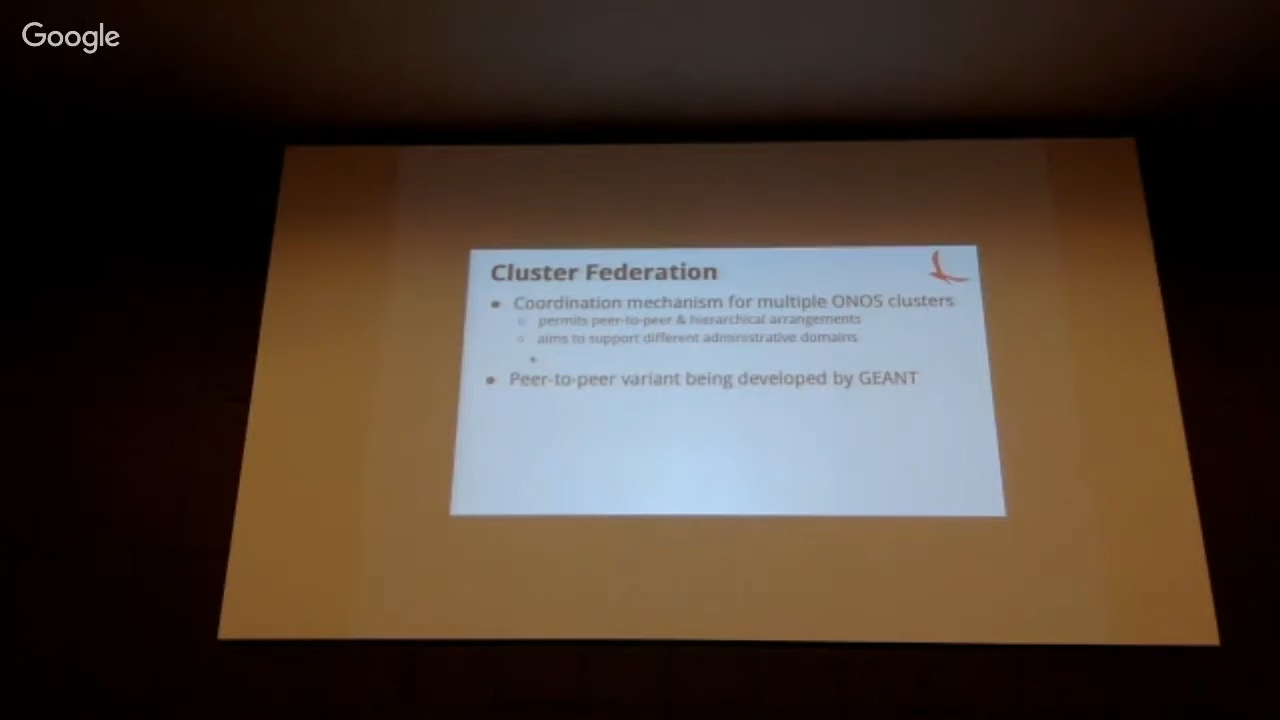 Google
Cluster Federation
● Coordination mechanism for multiple ONOS clusters
○ permits peer-to-peer & hierarchical arrangements
○ aims to support different administrative domains
● Peer-to-peer variant being developed by GEANT